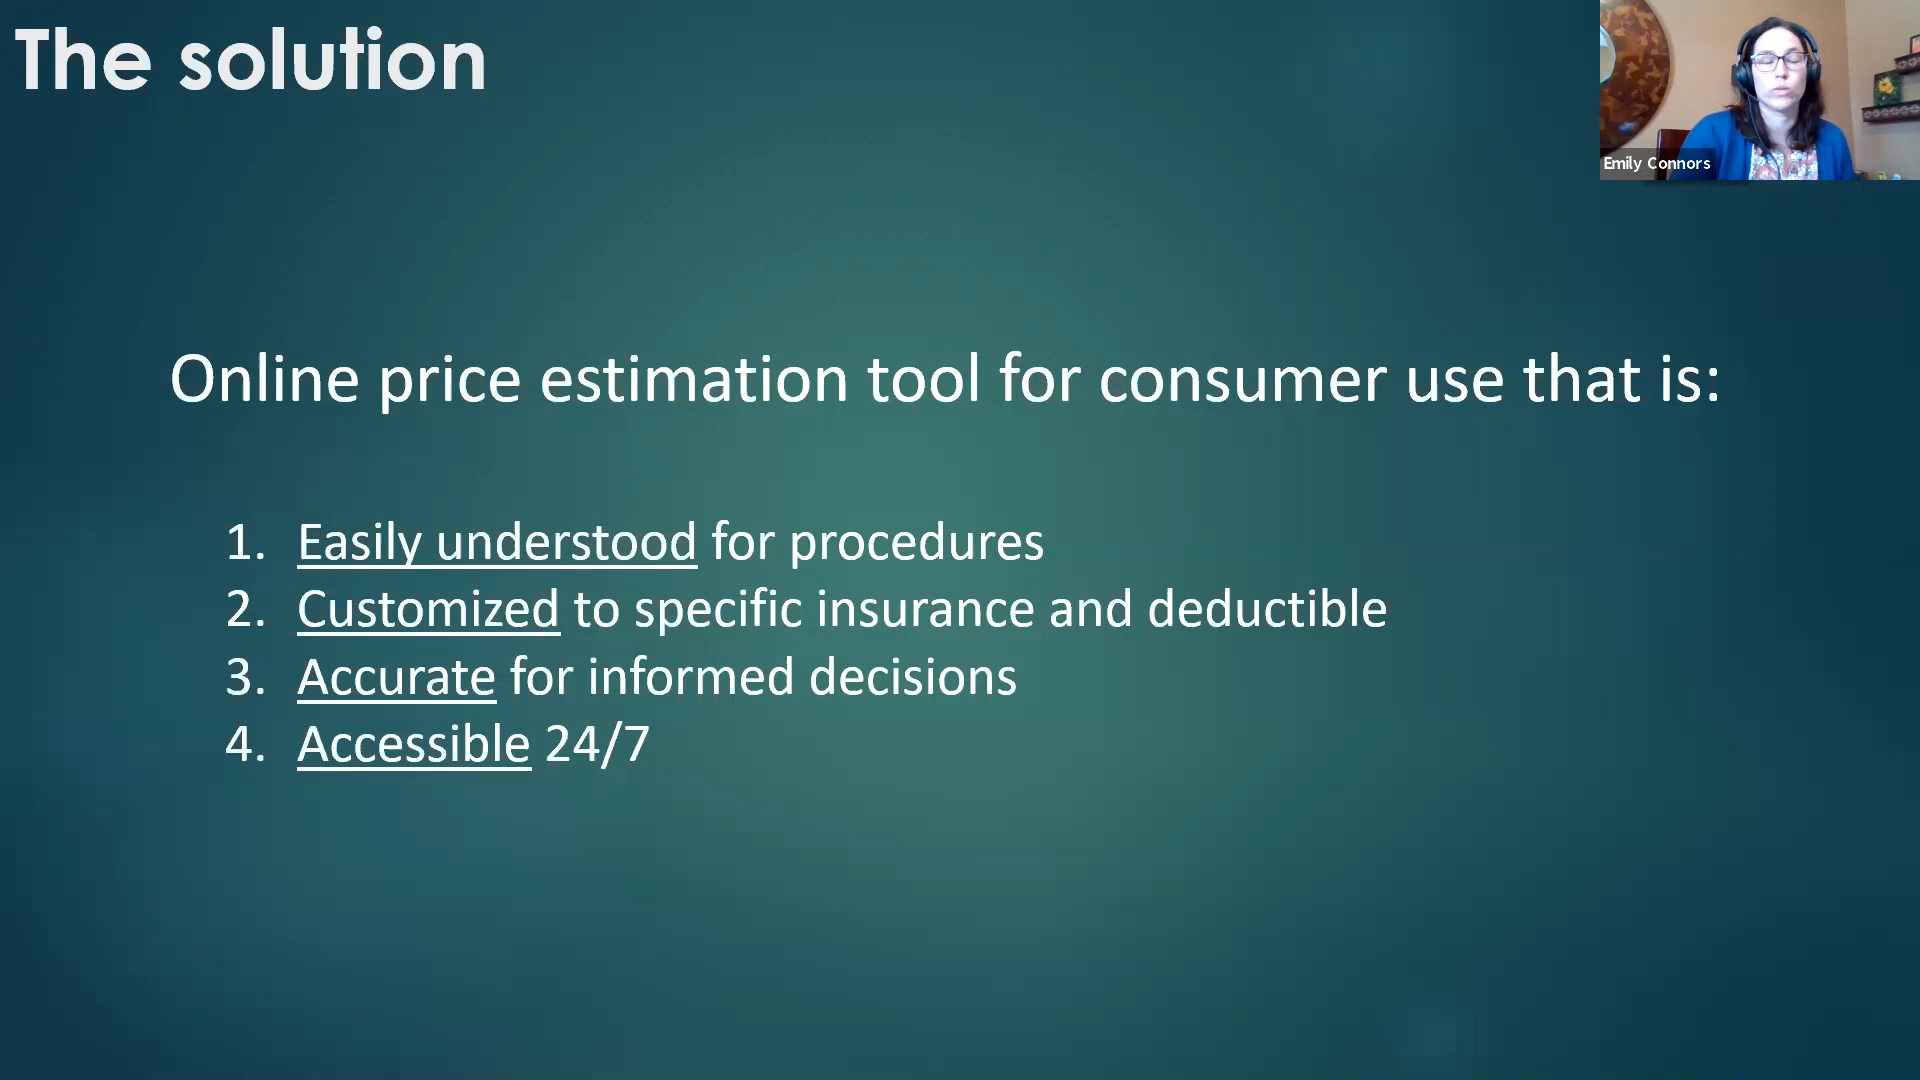 The solution
Emily Connors
Online price estimation tool for consumer use that is:
1. Easily understood for procedures
2. Customized to specific insurance and deductible
3. Accurate for informed decisions
4. Accessible 24/7